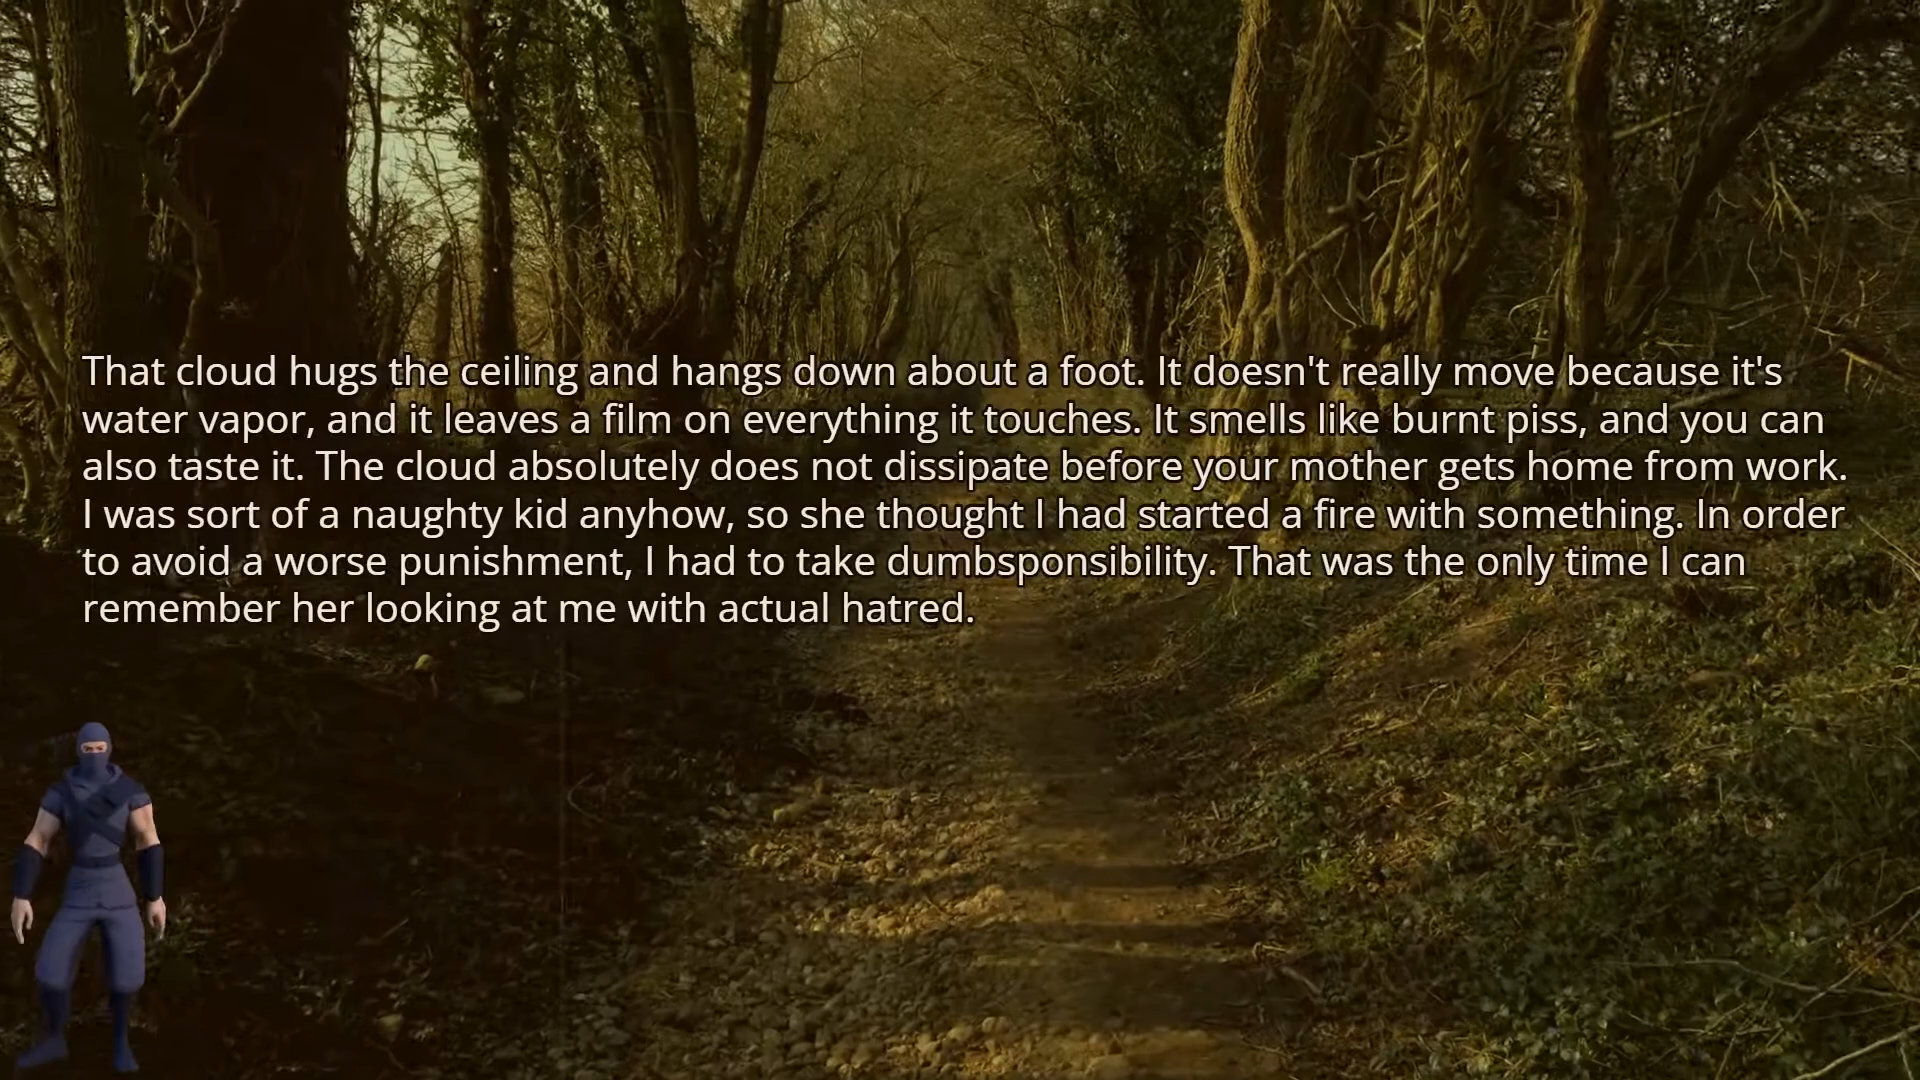 That cloud hugs the ceiling and hangs down about a foot. It doesn't really move because it's
water vapor, and it leaves a film on everything it touches. It smells like burnt piss, and you can
also taste it. The cloud absolutely does not dissipate before your mother gets home from work.
I was sort of a naughty kid anyhow, so she thought I had started a fire with something. In order
to avoid a worse punishment, I had to take dumbsponsibility. That was the only time I can
remember her looking at me with actual hatred.